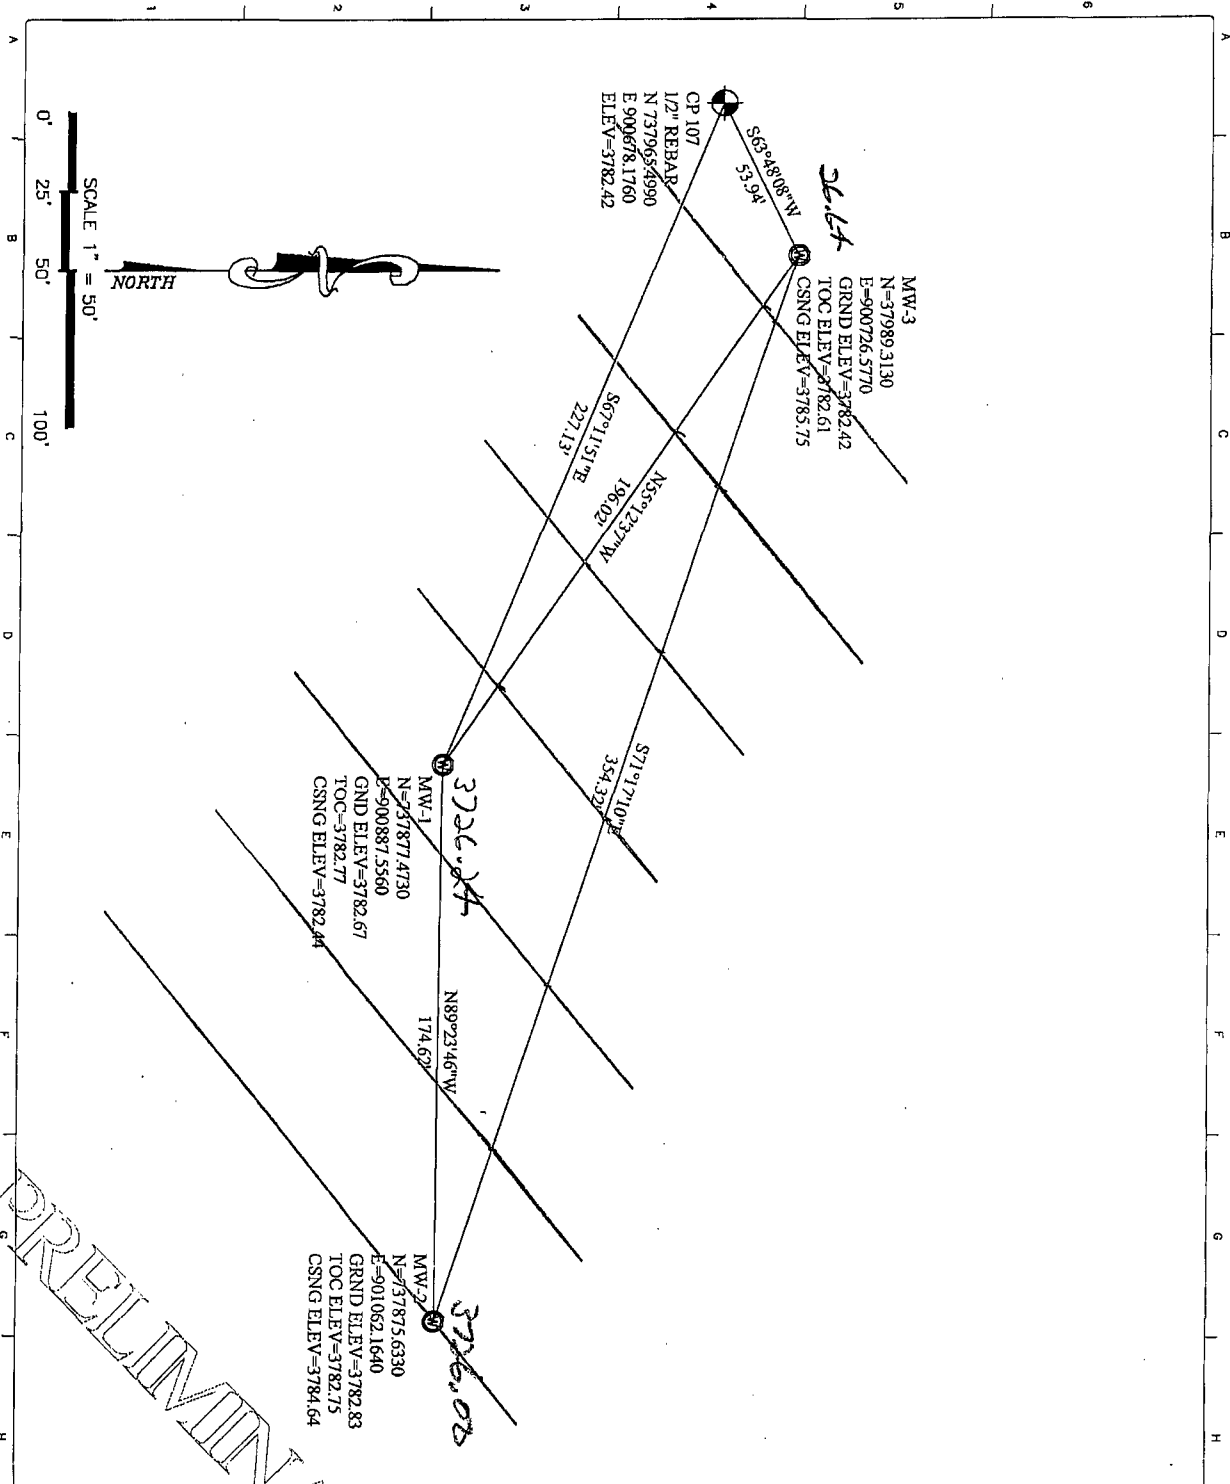 A
B
C
D
E
F
G
H
6
5
4
3
2
1
A
B
C
D
E
F
G
H
CP 107
1/2" REBAR
N 737965.4990
E 900678.1760
ELEV=3782.42
S63°48'08"W
53.94'
MW-3
N=37989.3130
E=900726.5770
GRND ELEV=3782.42
TOC ELEV=3782.61
CSNG ELEV=3785.75
S67°11'51"E
227.13'
N55°12'37"W
196.02'
S71°17'10"E
354.32'
3726.24
MW-1
N=737877.4730
E=900887.5560
GND ELEV=3782.67
TOC=3782.77
CSNG ELEV=3782.44
N89°23'46"W
174.62'
MW-2
N=737875.6330
E=901062.1640
GRND ELEV=3782.83
TOC ELEV=3782.75
CSNG ELEV=3784.64
NORTH
SCALE 1" = 50'
0' 25' 50' 100'